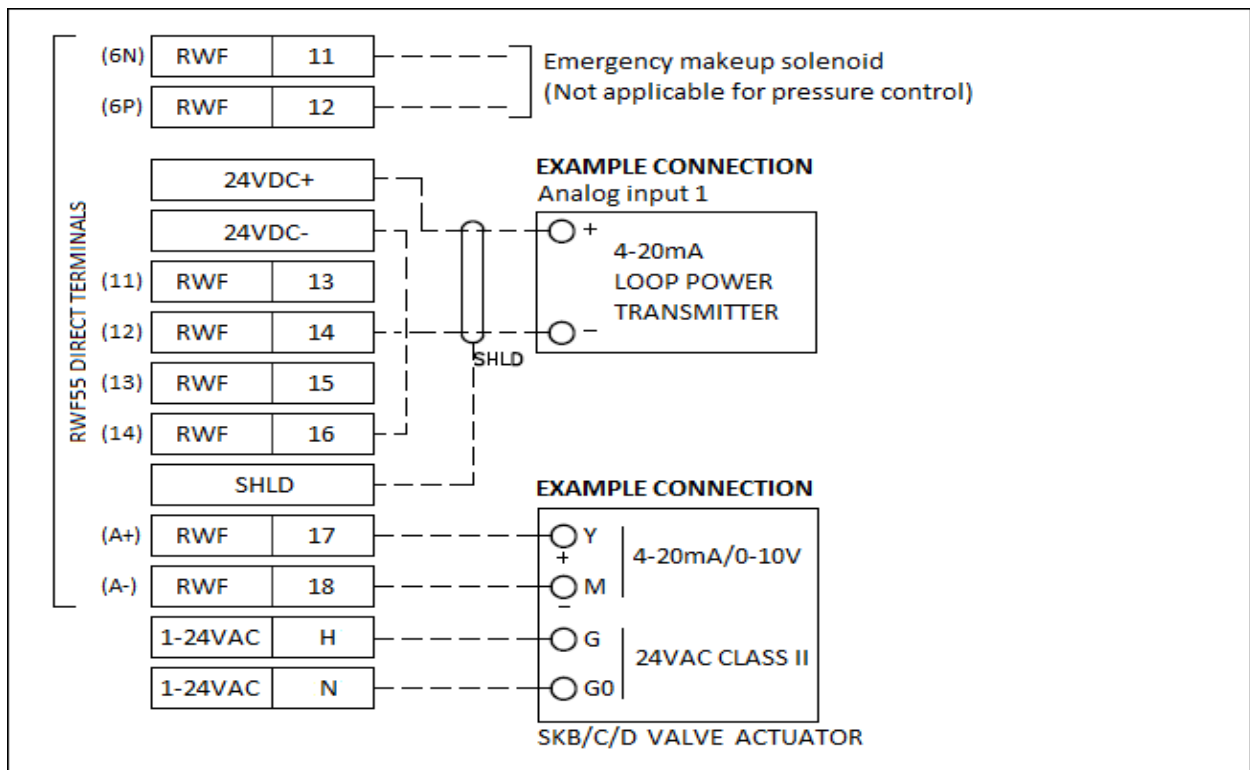 RWF55 DIRECT TERMINALS
(6N) RWF 11
(6P) RWF 12
Emergency makeup solenoid
(Not applicable for pressure control)
24VDC+
24VDC-
(11) RWF 13
(12) RWF 14
(13) RWF 15
(14) RWF 16
SHLD
(A+) RWF 17
(A-) RWF 18
1-24VAC H
1-24VAC N
EXAMPLE CONNECTION
Analog input 1
+
4-20mA
LOOP POWER
TRANSMITTER
−
SHLD
EXAMPLE CONNECTION
Y
+
4-20mA/0-10V
M
−
G
24VAC CLASS II
G0
SKB/C/D VALVE ACTUATOR